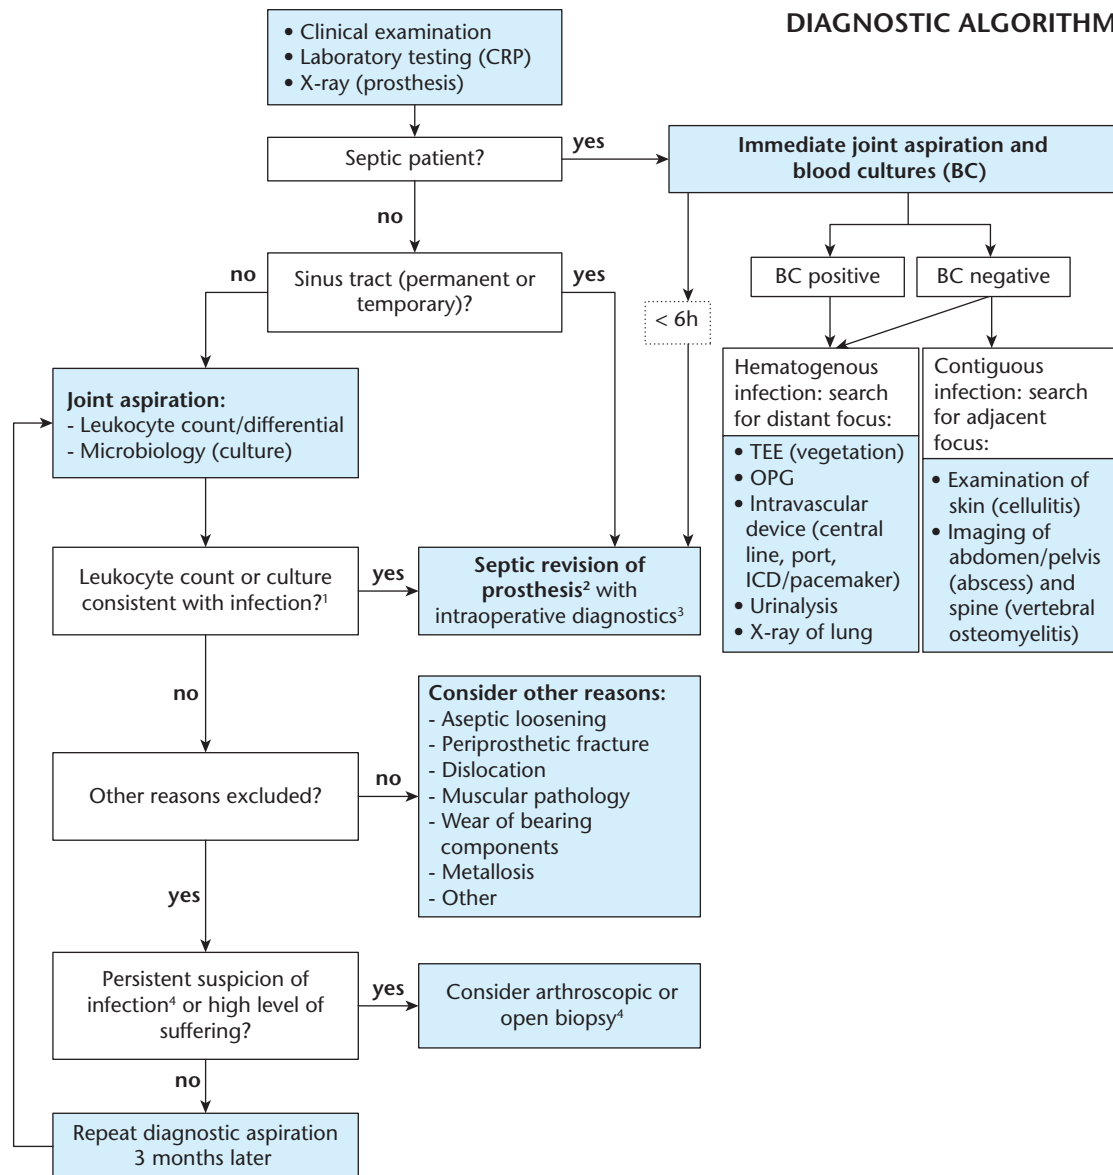 DIAGNOSTIC ALGORITHM
• Clinical examination
• Laboratory testing (CRP)
• X-ray (prosthesis)
Septic patient?
yes
Immediate joint aspiration and
blood cultures (BC)
no
Sinus tract (permanent or
temporary)?
no
yes
< 6h
BC positive
BC negative
Hematogenous
infection: search
for distant focus:
• TEE (vegetation)
• OPG
• Intravascular
device (central
line, port,
ICD/pacemaker)
• Urinalysis
• X-ray of lung
Contiguous
infection: search
for adjacent
focus:
• Examination of
skin (cellulitis)
• Imaging of
abdomen/pelvis
(abscess) and
spine (vertebral
osteomyelitis)
Joint aspiration:
- Leukocyte count/differential
- Microbiology (culture)
Leukocyte count or culture
consistent with infection?¹
yes
Septic revision of
prosthesis² with
intraoperative diagnostics³
no
Other reasons excluded?
no
Consider other reasons:
- Aseptic loosening
- Periprosthetic fracture
- Dislocation
- Muscular pathology
- Wear of bearing
components
- Metallosis
- Other
yes
Persistent suspicion of
infection⁴ or high level of
suffering?
yes
Consider arthroscopic or
open biopsy⁴
no
Repeat diagnostic aspiration
3 months later